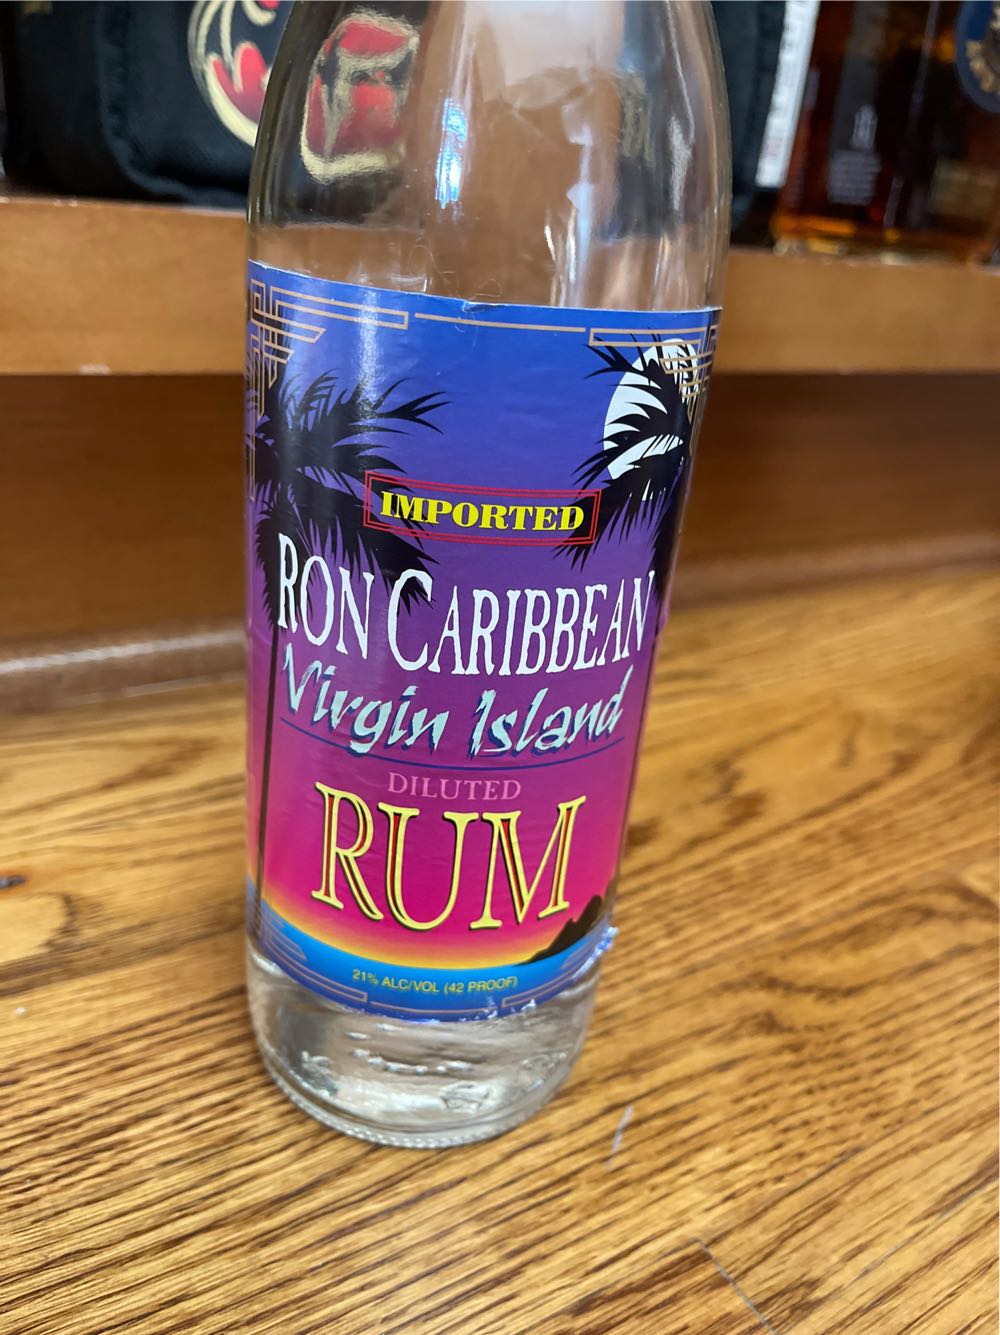 IMPORTED
RON CARIBBEAN
Virgin Island
DILUTED
RUM
21% ALC/VOL (42 PROOF)